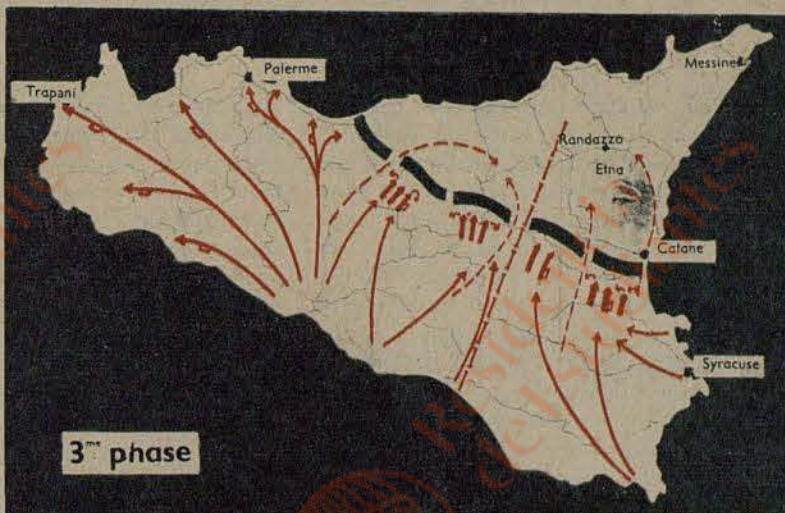 Palerme
Messine
Trapani
Randazzo
Etna
Catane
Syracuse
3me phase